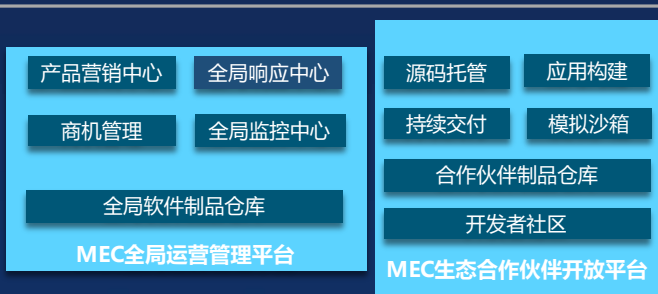 产品营销中心
全局响应中心
商机管理
全局监控中心
全局软件制品仓库
MEC全局运营管理平台
源码托管
应用构建
持续交付
模拟沙箱
合作伙伴制品仓库
开发者社区
MEC生态合作伙伴开放平台